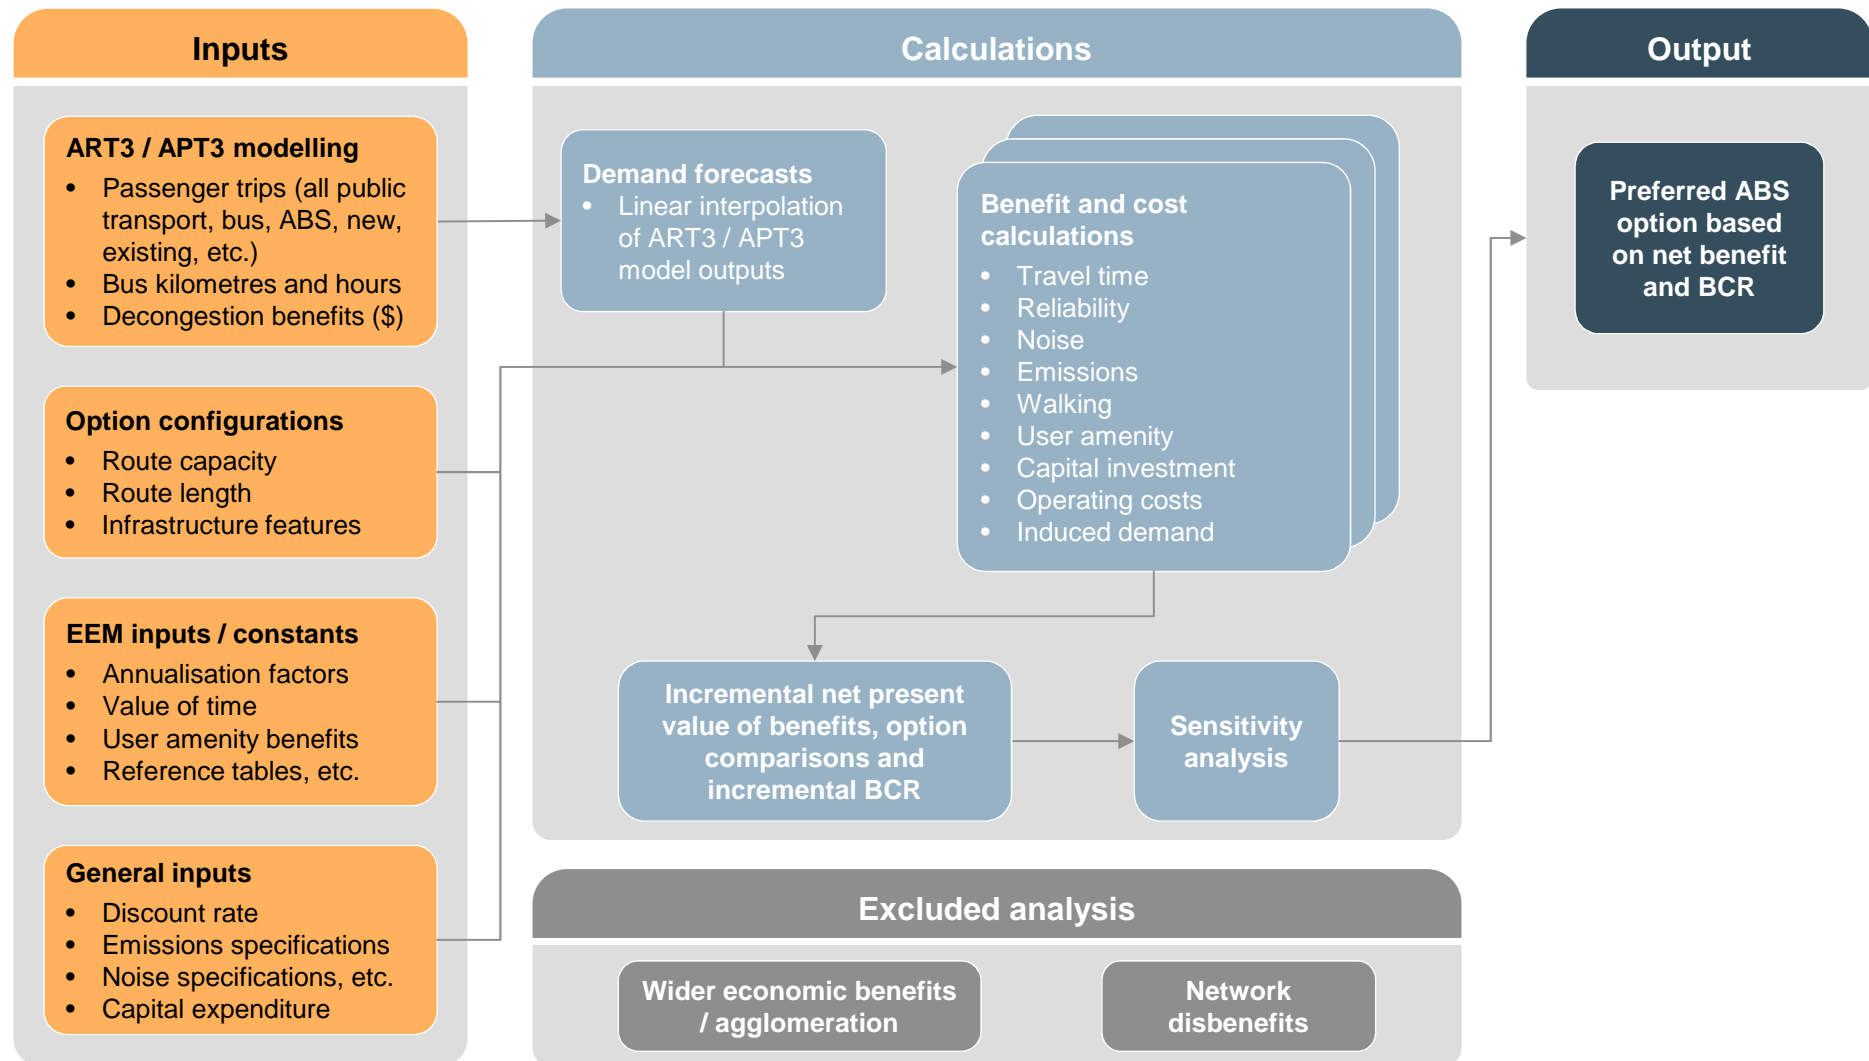 Inputs
ART3 / APT3 modelling
• Passenger trips (all public
transport, bus, ABS, new,
existing, etc.)
• Bus kilometres and hours
• Decongestion benefits ($)
Option configurations
• Route capacity
• Route length
• Infrastructure features
EEM inputs / constants
• Annualisation factors
• Value of time
• User amenity benefits
• Reference tables, etc.
General inputs
• Discount rate
• Emissions specifications
• Noise specifications, etc.
• Capital expenditure
Calculations
Demand forecasts
• Linear interpolation
of ART3 / APT3
model outputs
Benefit and cost
calculations
• Travel time
• Reliability
• Noise
• Emissions
• Walking
• User amenity
• Capital investment
• Operating costs
• Induced demand
Incremental net present
value of benefits, option
comparisons and
incremental BCR
Sensitivity
analysis
Excluded analysis
Wider economic benefits
/ agglomeration
Network
disbenefits
Output
Preferred ABS
option based
on net benefit
and BCR